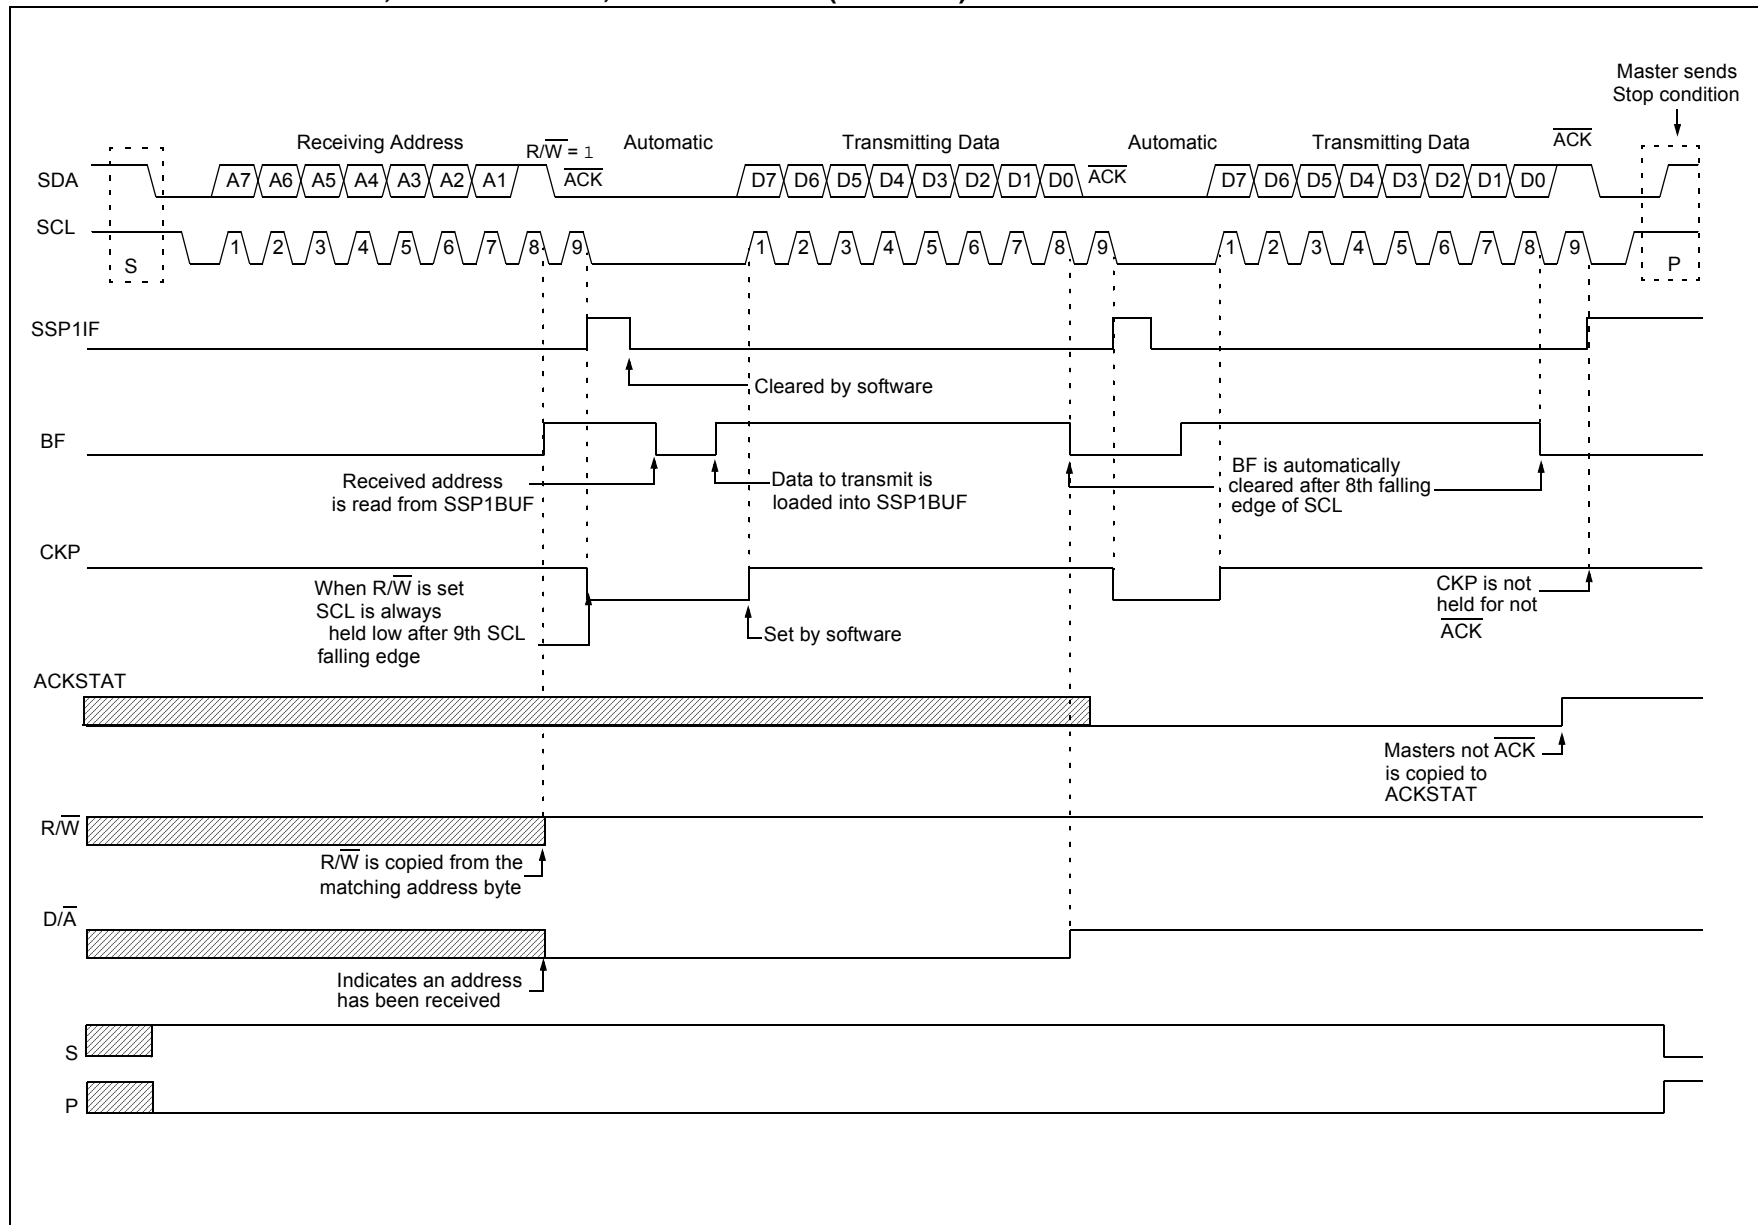 Master sends
Stop condition
Receiving Address
R/W̅ = 1
Automatic
Transmitting Data
Automatic
Transmitting Data
A̅C̅K̅
SDA
A7 A6 A5 A4 A3 A2 A1
A̅C̅K̅
D7 D6 D5 D4 D3 D2 D1 D0
A̅C̅K̅
D7 D6 D5 D4 D3 D2 D1 D0
SCL
S
1 2 3 4 5 6 7 8 9
1 2 3 4 5 6 7 8 9
1 2 3 4 5 6 7 8 9
P
SSP1IF
Cleared by software
BF
Received address
is read from SSP1BUF
Data to transmit is
loaded into SSP1BUF
BF is automatically
cleared after 8th falling
edge of SCL
CKP
When R/W̅ is set
SCL is always
held low after 9th SCL
falling edge
Set by software
CKP is not
held for not
A̅C̅K̅
ACKSTAT
Masters not A̅C̅K̅
is copied to
ACKSTAT
R/W̅
R/W̅ is copied from the
matching address byte
D/A̅
Indicates an address
has been received
S
P